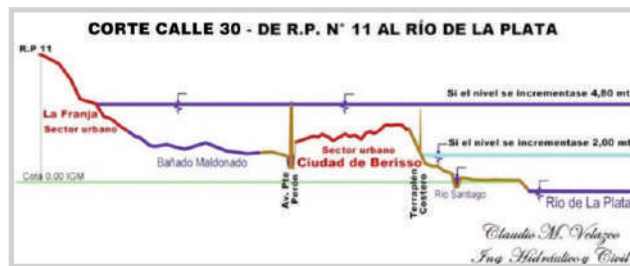 CORTE CALLE 30 - DE R.P. N° 11 AL RÍO DE LA PLATA
R.P 11
Si el nivel se incrementase 4,80 mt
La Franja
Sector urbano
Si el nivel se incrementase 2,00 mt
Sector urbano
Ciudad de Berisso
Bañado Maldonado
Cota 0.00 IGM
Av. Pte
Perón
Terraplén
Costero
Río Santiago
Río de La Plata
Claudio M. Velazco
Ing Hidráulico y Civil